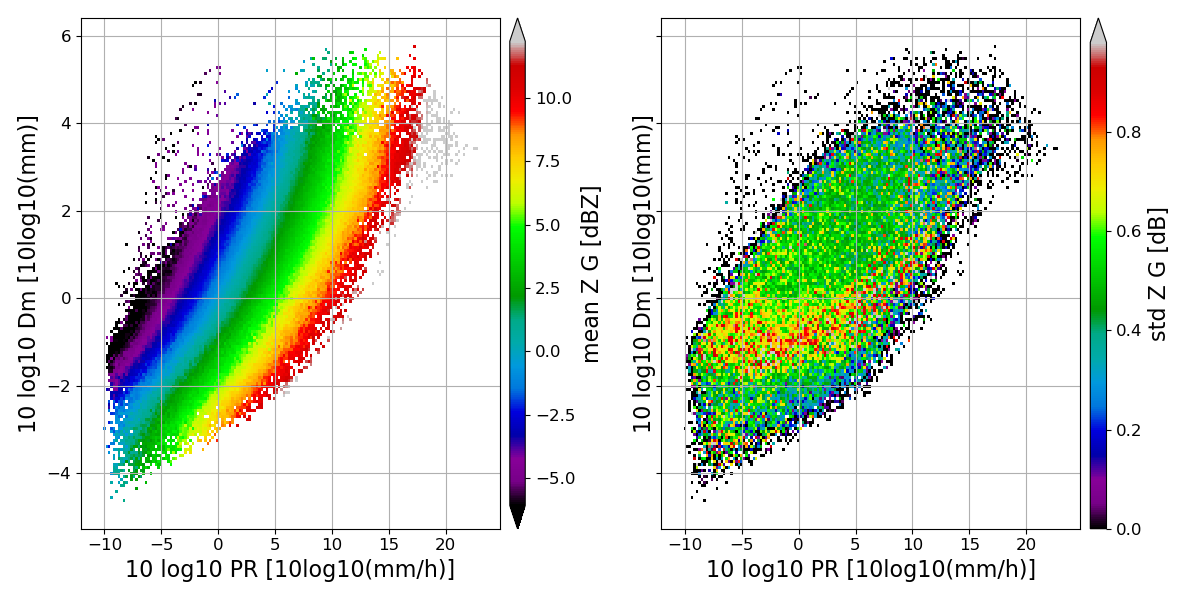 6
4
2
0
−2
−4
10 log10 Dm [10log10(mm)]
−10 −5 0 5 10 15 20
10 log10 PR [10log10(mm/h)]
10.0
7.5
5.0
2.5
0.0
−2.5
−5.0
mean Z G [dBZ]
10 log10 Dm [10log10(mm)]
−10 −5 0 5 10 15 20
10 log10 PR [10log10(mm/h)]
0.8
0.6
0.4
0.2
0.0
std Z G [dB]